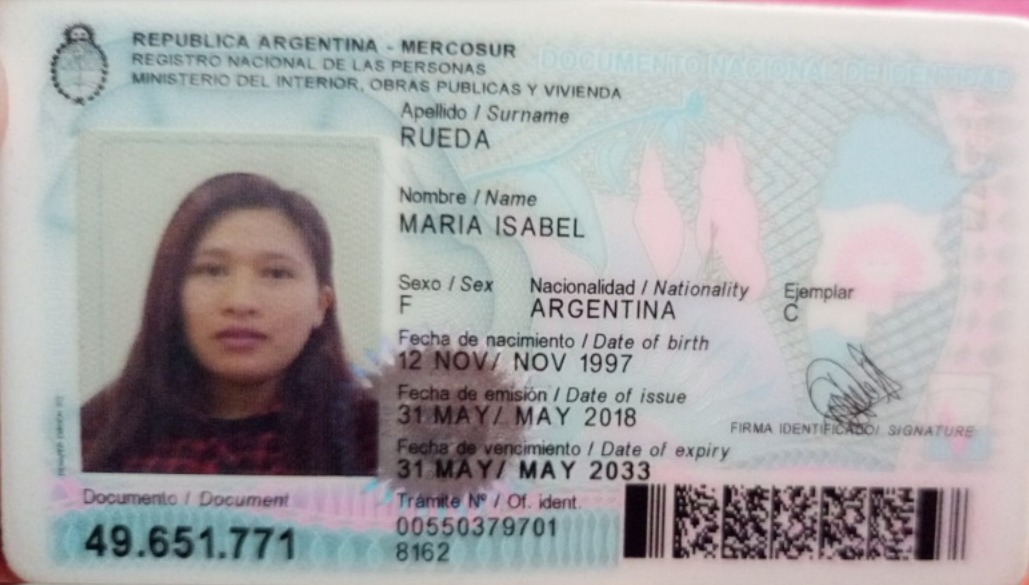 REPUBLICA ARGENTINA - MERCOSUR
REGISTRO NACIONAL DE LAS PERSONAS
MINISTERIO DEL INTERIOR, OBRAS PUBLICAS Y VIVIENDA
DOCUMENTO NACIONAL DE IDENTIDAD
Apellido / Surname
RUEDA
Nombre / Name
MARIA ISABEL
Sexo / Sex Nacionalidad / Nationality Ejemplar
F ARGENTINA C
Fecha de nacimiento / Date of birth
12 NOV/ NOV 1997
Fecha de emisión / Date of issue
31 MAY/ MAY 2018
FIRMA IDENTIFICADO/ SIGNATURE
Fecha de vencimiento / Date of expiry
31 MAY/ MAY 2033
Documento / Document Trámite Nº / Of. ident.
49.651.771 00550379701
8162